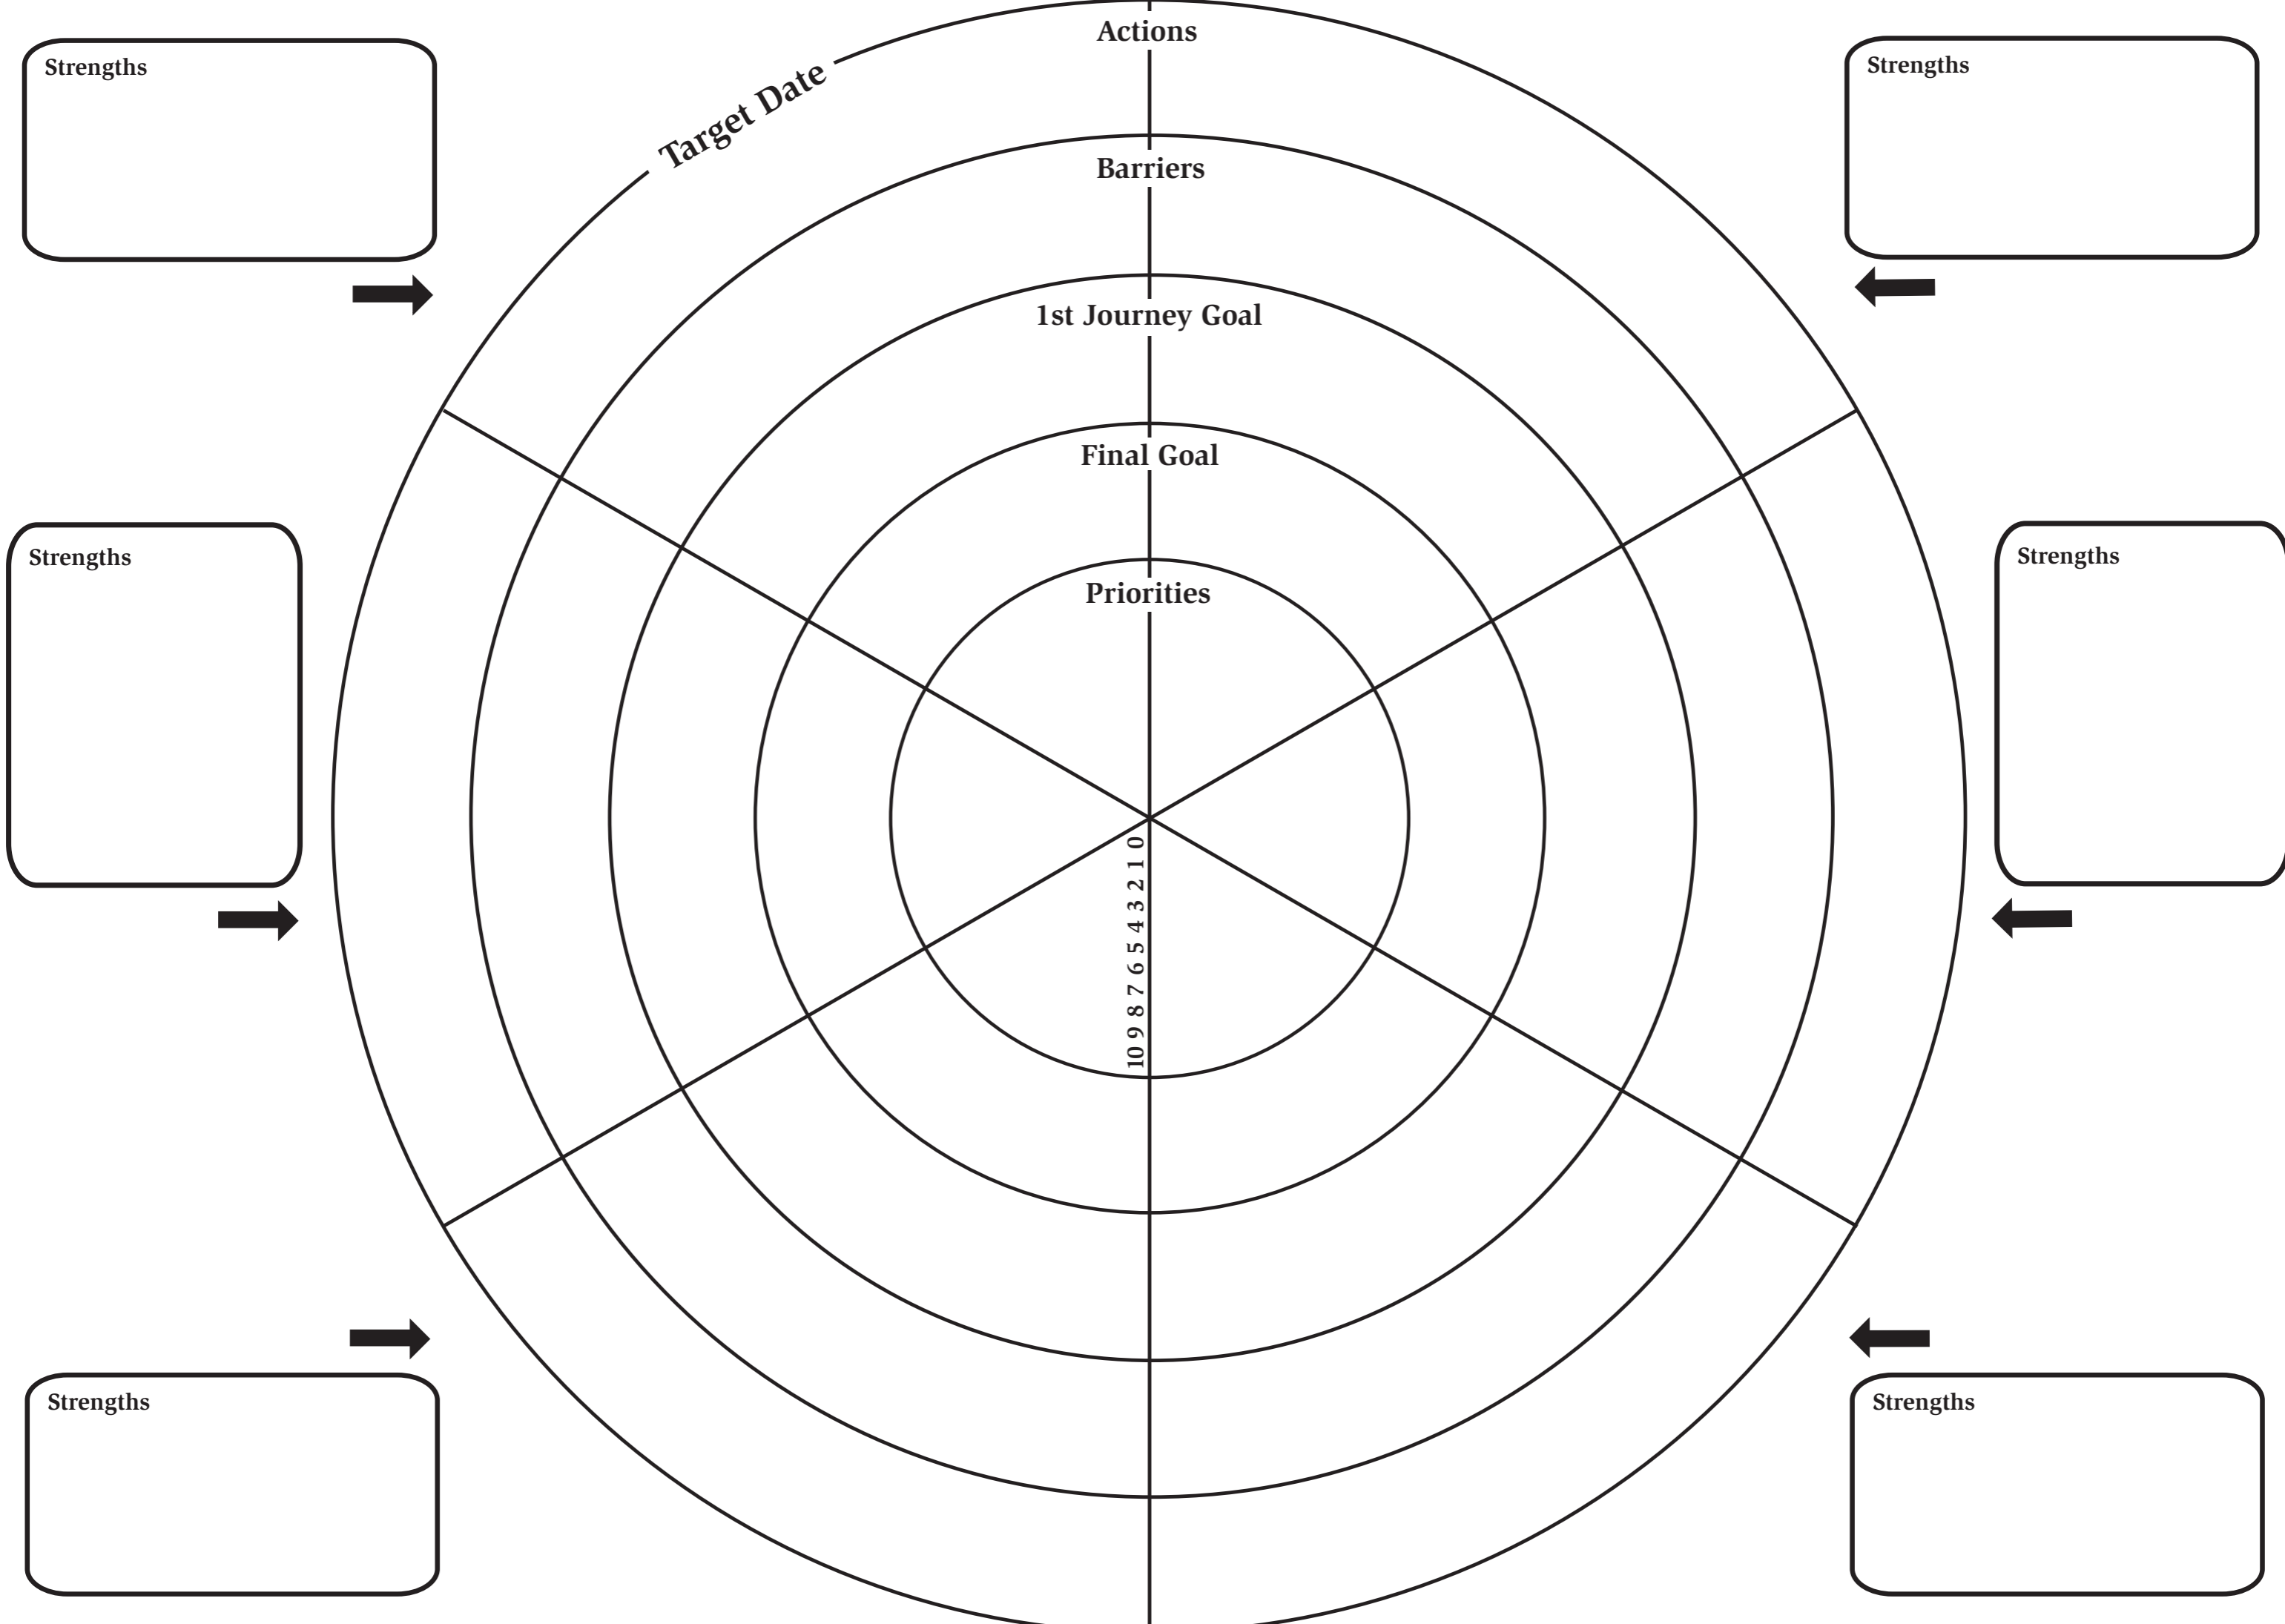 Actions
Strengths
Strengths
Target Date
Barriers
1st Journey Goal
Final Goal
Strengths
Strengths
Priorities
10 9 8 7 6 5 4 3 2 1 0
Strengths
Strengths